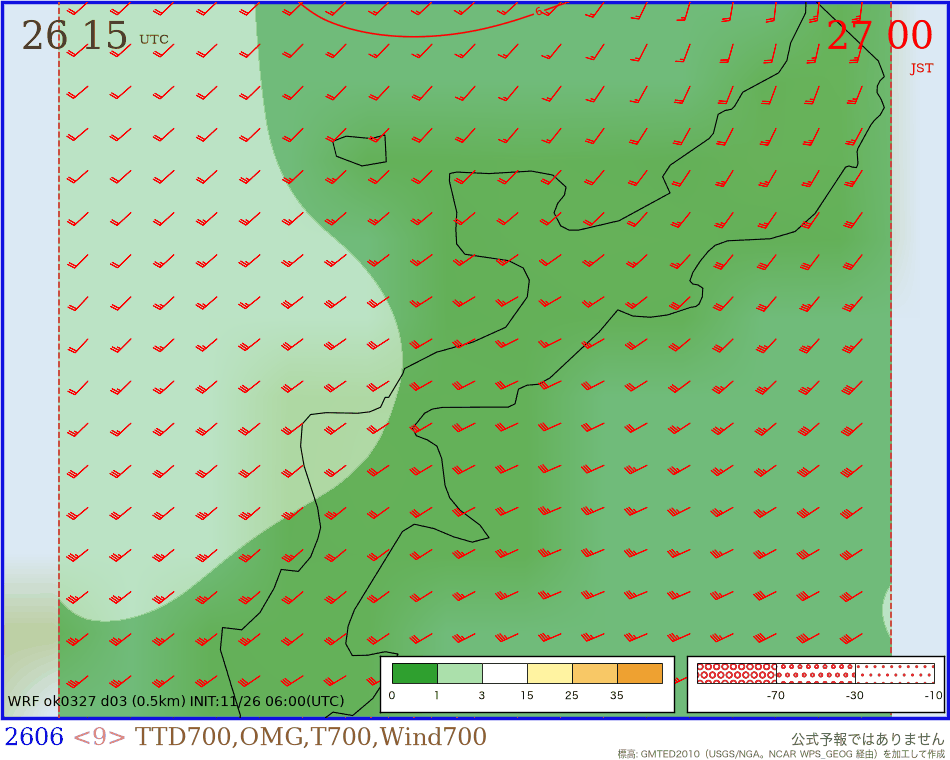 26 15 UTC
27 00
JST
6
WRF ok0327 d03 (0.5km) INIT:11/26 06:00(UTC)
0 1 3 15 25 35
-70 -30 -10
2606 <9> TTD700,OMG,T700,Wind700
公式予報ではありません
標高: GMTED2010（USGS/NGA。NCAR WPS_GEOG 経由）を加工して作成